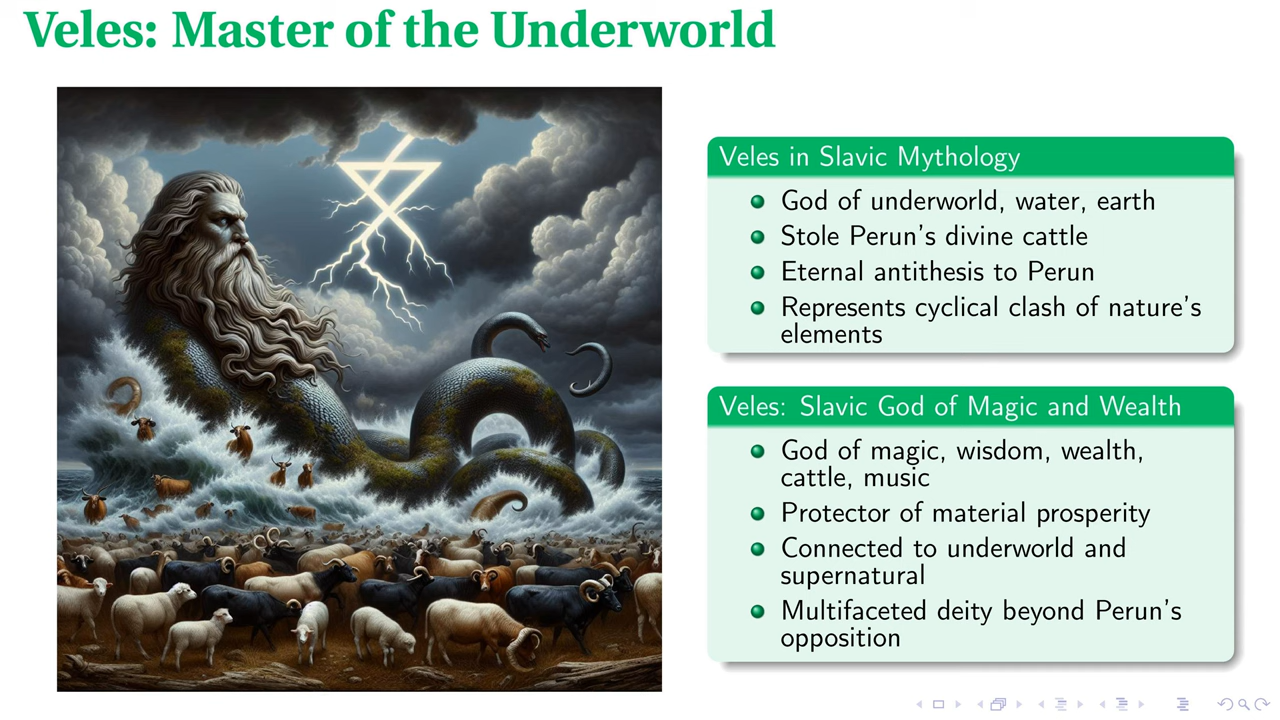 Veles: Master of the Underworld
Veles in Slavic Mythology
God of underworld, water, earth
Stole Perun's divine cattle
Eternal antithesis to Perun
Represents cyclical clash of nature's
elements
Veles: Slavic God of Magic and Wealth
God of magic, wisdom, wealth,
cattle, music
Protector of material prosperity
Connected to underworld and
supernatural
Multifaceted deity beyond Perun's
opposition